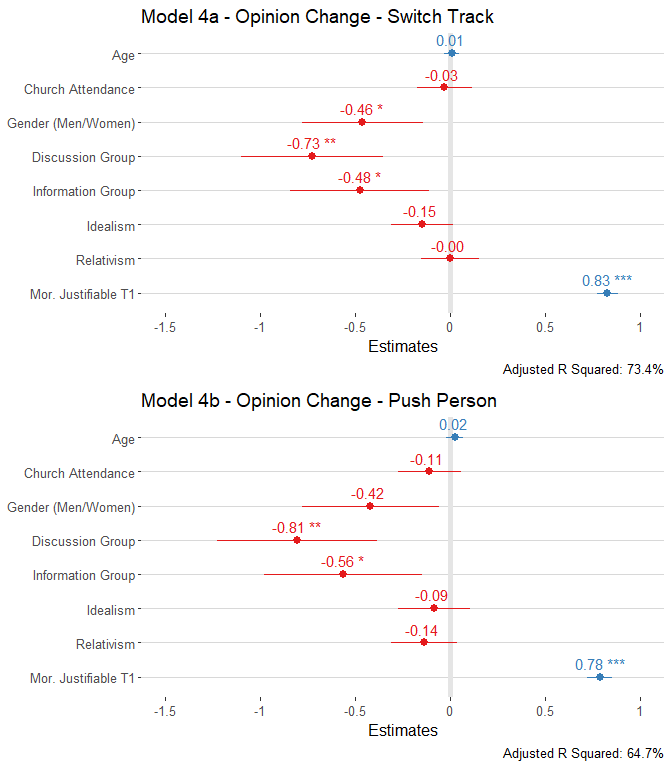 Model 4a - Opinion Change - Switch Track
0.01
Age
-0.03
Church Attendance
-0.46 *
Gender (Men/Women)
-0.73 **
Discussion Group
-0.48 *
Information Group
-0.15
Idealism
-0.00
Relativism
0.83 ***
Mor. Justifiable T1
-1.5 -1 -0.5 0 0.5 1
Estimates
Adjusted R Squared: 73.4%
Model 4b - Opinion Change - Push Person
0.02
Age
-0.11
Church Attendance
-0.42
Gender (Men/Women)
-0.81 **
Discussion Group
-0.56 *
Information Group
-0.09
Idealism
-0.14
Relativism
0.78 ***
Mor. Justifiable T1
-1.5 -1 -0.5 0 0.5 1
Estimates
Adjusted R Squared: 64.7%